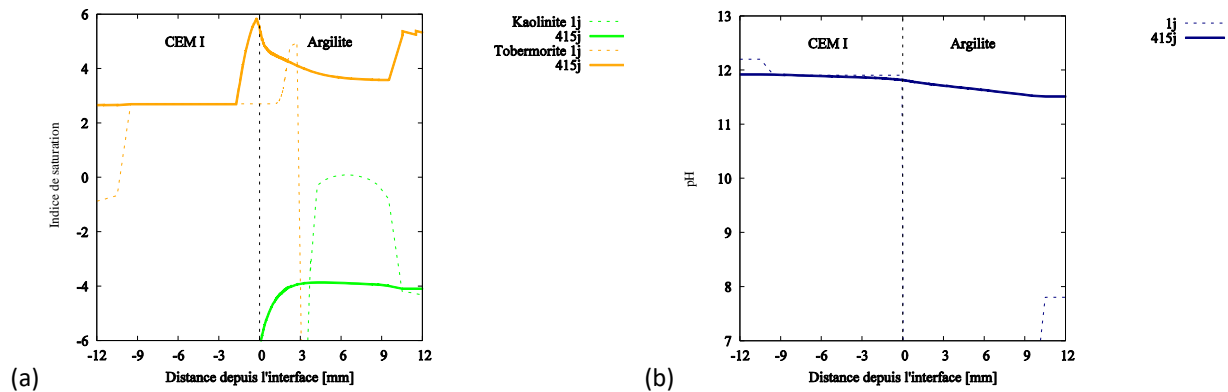 Kaolinite 1j
415j
Tobermorite 1j
415j
CEM I
Argilite
6
4
2
0
-2
-4
-6
Indice de saturation
-12 -9 -6 -3 0 3 6 9 12
Distance depuis l'interface [mm]
(a)
1j
415j
CEM I
Argilite
13
12
11
10
9
8
7
pH
-12 -9 -6 -3 0 3 6 9 12
Distance depuis l'interface [mm]
(b)